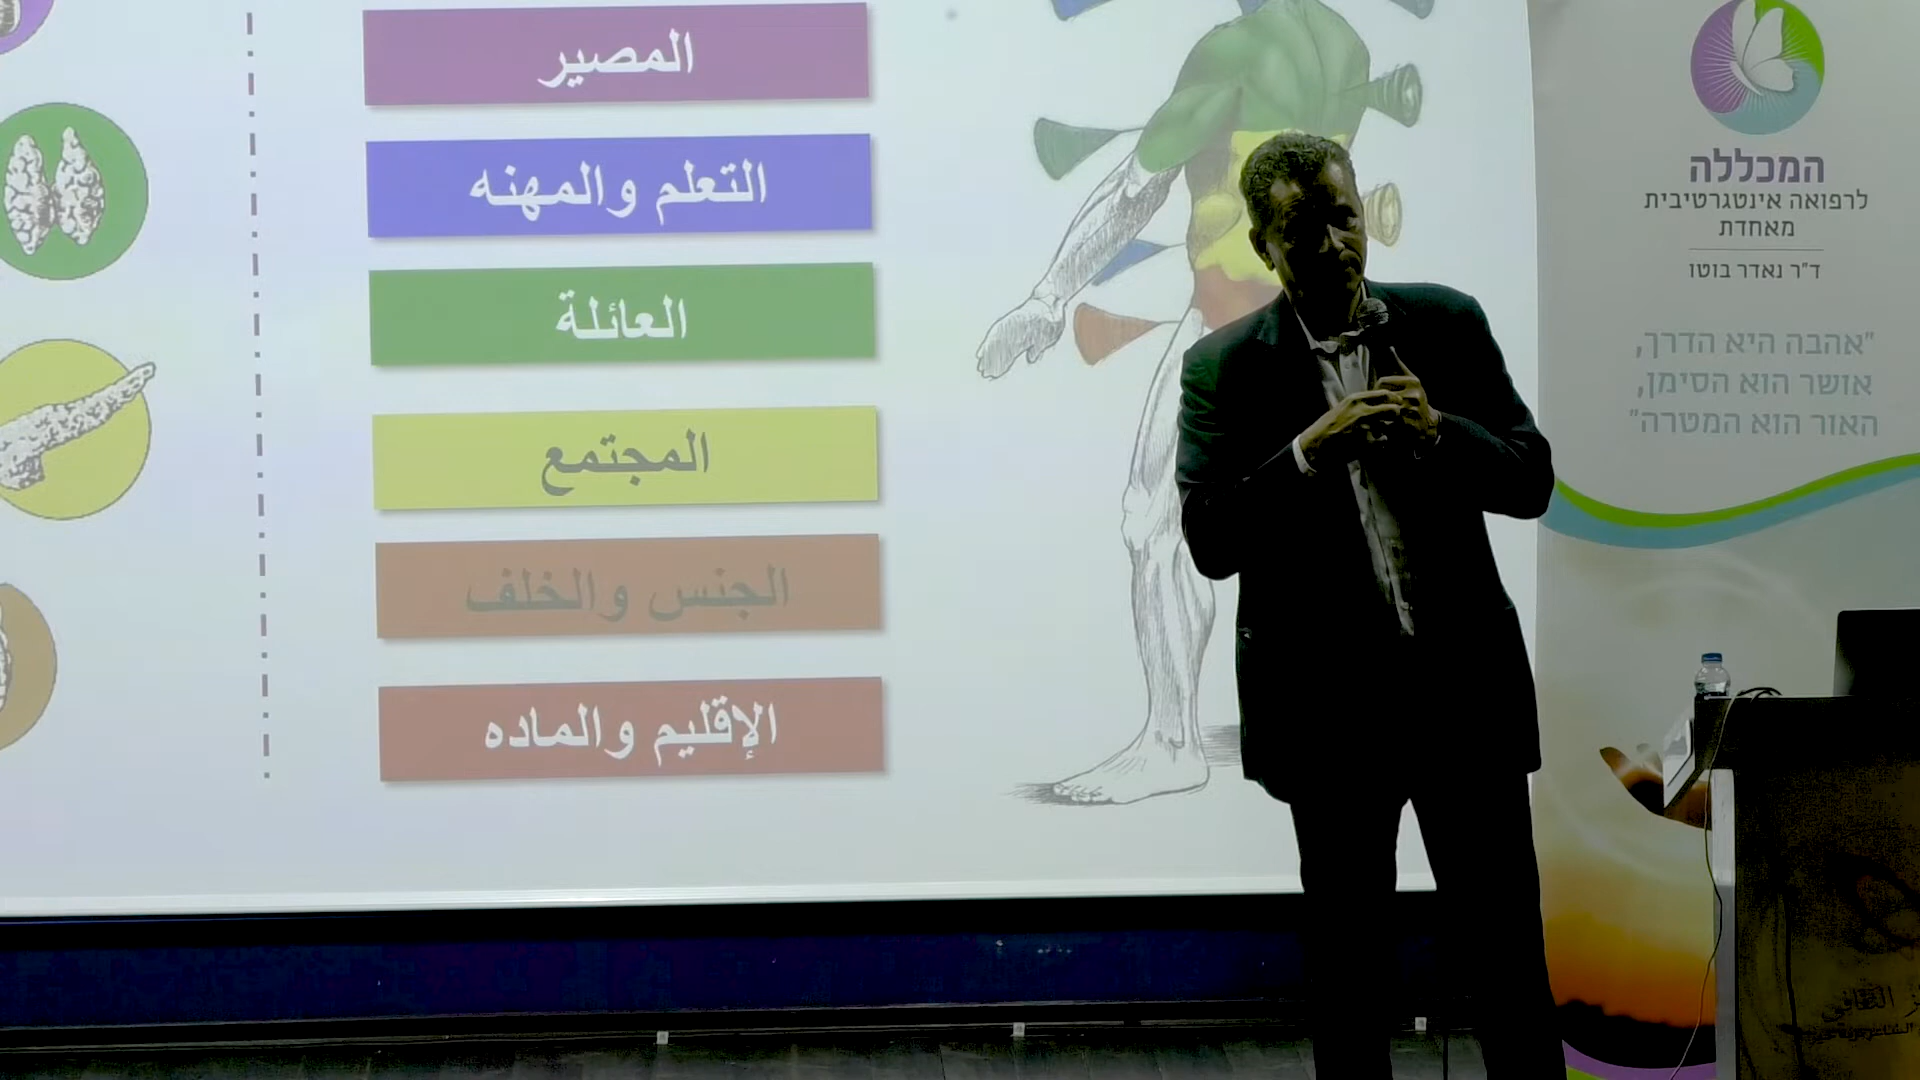 المصير
التعلم والمهنه
العائلة
المجتمع
الجنس والخلف
الإقليم والماده
המכללה
לרפואה אינטגרטיבית
מאחדת
ד"ר נאדר בוטו
"אהבה היא הדרך,
אושר הוא הסימן,
האור הוא המטרה"